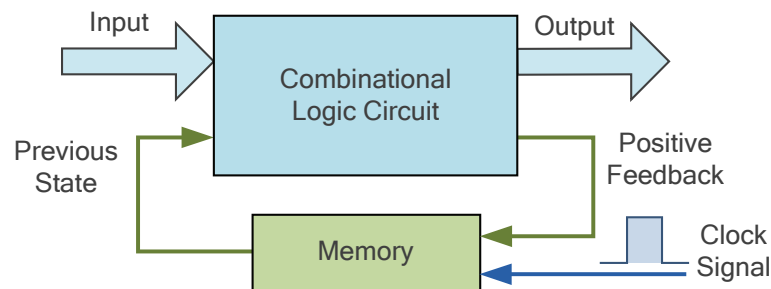 Input
Output
Combinational
Logic Circuit
Previous
State
Positive
Feedback
Memory
Clock
Signal